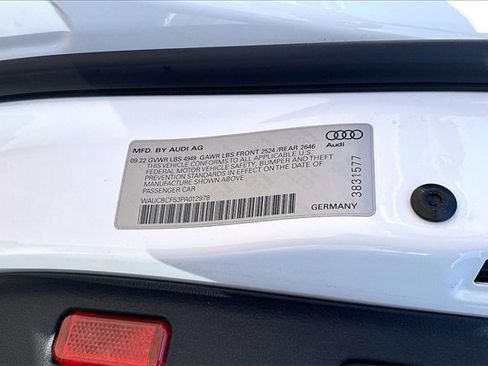 MFD. BY AUDI AG
Audi
09.22 GVWR LBS 4949 GAWR LBS FRONT 2524 /REAR 2646
THIS VEHICLE CONFORMS TO ALL APPLICABLE U.S.
FEDERAL MOTOR VEHICLE SAFETY, BUMPER AND THEFT
PREVENTION STANDARDS IN EFFECT ON THE DATE OF
MANUFACTURE SHOWN ABOVE
PASSENGER CAR
WAUCBCF53PA012978
GERMANY
3831577